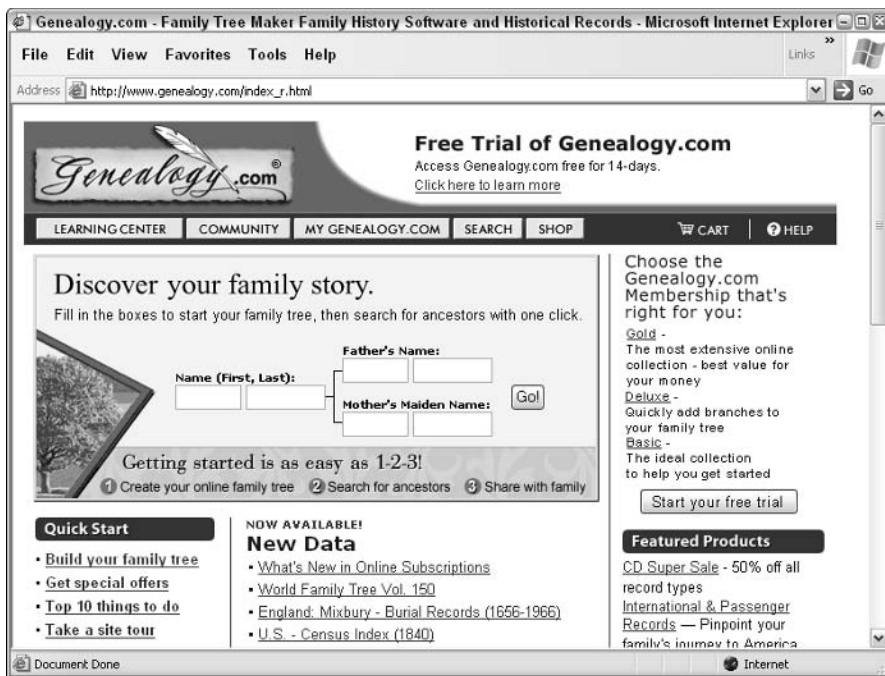 Genealogy.com - Family Tree Maker Family History Software and Historical Records - Microsoft Internet Explorer
File Edit View Favorites Tools Help
Links »
Address http://www.genealogy.com/index_r.html Go
Genealogy.com®
Free Trial of Genealogy.com
Access Genealogy.com free for 14-days.
Click here to learn more
LEARNING CENTER COMMUNITY MY GENEALOGY.COM SEARCH SHOP CART HELP
Discover your family story.
Fill in the boxes to start your family tree, then search for ancestors with one click.
Father's Name:
Name (First, Last):
Go!
Mother's Maiden Name:
Getting started is as easy as 1-2-3!
1 Create your online family tree 2 Search for ancestors 3 Share with family
Choose the
Genealogy.com
Membership that's
right for you:
Gold -
The most extensive online
collection - best value for
your money
Deluxe -
Quickly add branches to
your family tree
Basic -
The ideal collection
to help you get started
Start your free trial
Quick Start
• Build your family tree
• Get special offers
• Top 10 things to do
• Take a site tour
NOW AVAILABLE!
New Data
• What's New in Online Subscriptions
• World Family Tree Vol. 150
• England: Mixbury - Burial Records (1656-1966)
• U.S. - Census Index (1840)
Featured Products
CD Super Sale - 50% off all
record types
International & Passenger
Records — Pinpoint your
family's journey to America
Document Done
Internet